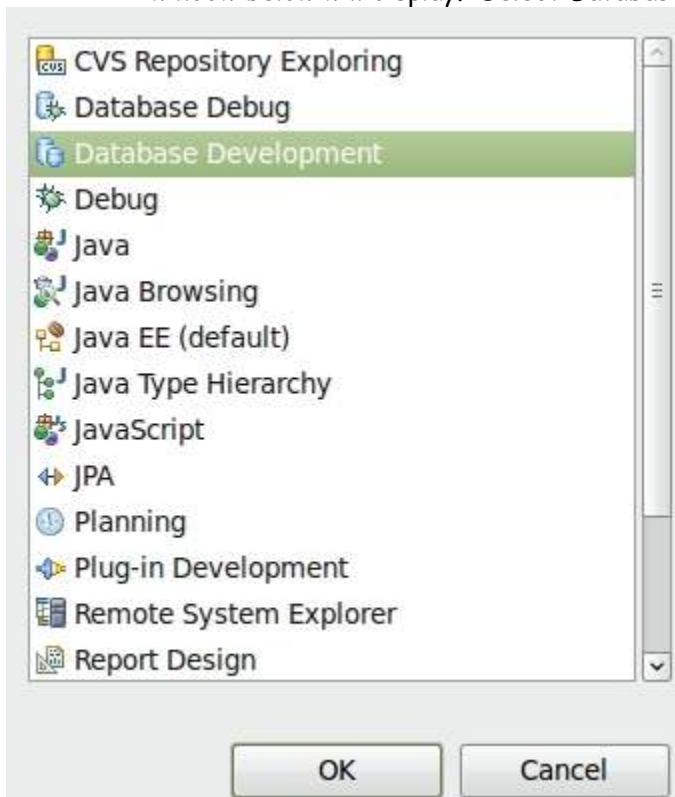 CVS Repository Exploring
Database Debug
Database Development
Debug
Java
Java Browsing
Java EE (default)
Java Type Hierarchy
JavaScript
JPA
Planning
Plug-in Development
Remote System Explorer
Report Design
OK Cancel